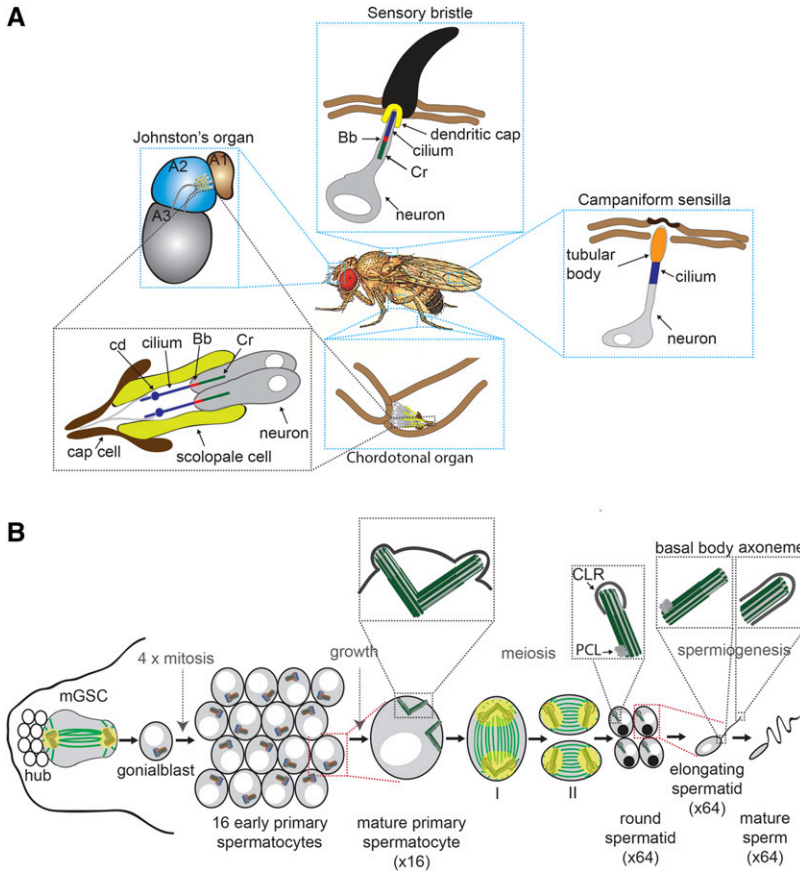 A
Sensory bristle
dendritic cap
Bb
cilium
Cr
neuron
Johnston's organ
A2
A1
A3
Campaniform sensilla
tubular
body
cilium
neuron
cd
cilium
Bb
Cr
neuron
cap cell
scolopale cell
Chordotonal organ
B
CLR
PCL
basal body
axoneme
4 x mitosis
growth
meiosis
spermiogenesis
mGSC
hub
gonialblast
16 early primary
spermatocytes
mature primary
spermatocyte
(x16)
I
II
round
spermatid
(x64)
elongating
spermatid
(x64)
mature
sperm
(x64)